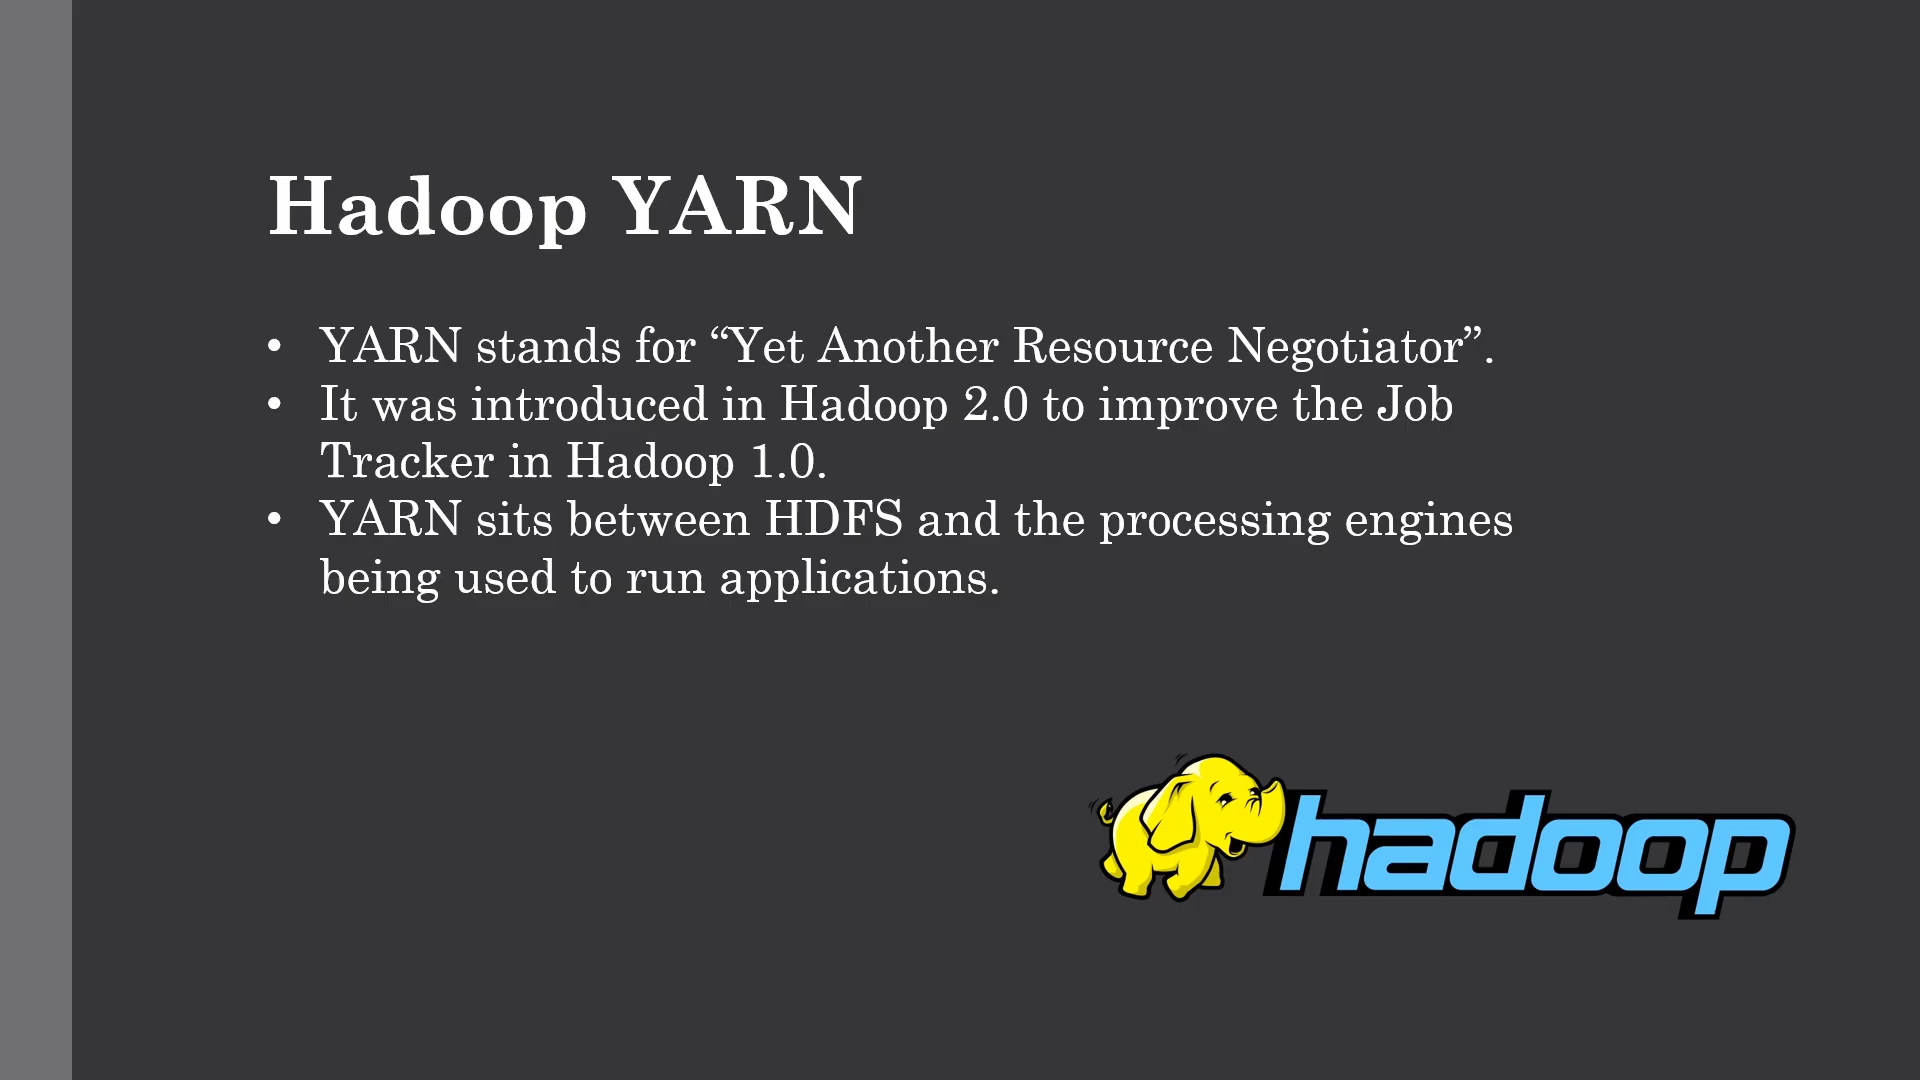 Hadoop YARN
• YARN stands for “Yet Another Resource Negotiator”.
• It was introduced in Hadoop 2.0 to improve the Job
Tracker in Hadoop 1.0.
• YARN sits between HDFS and the processing engines
being used to run applications.
hadoop